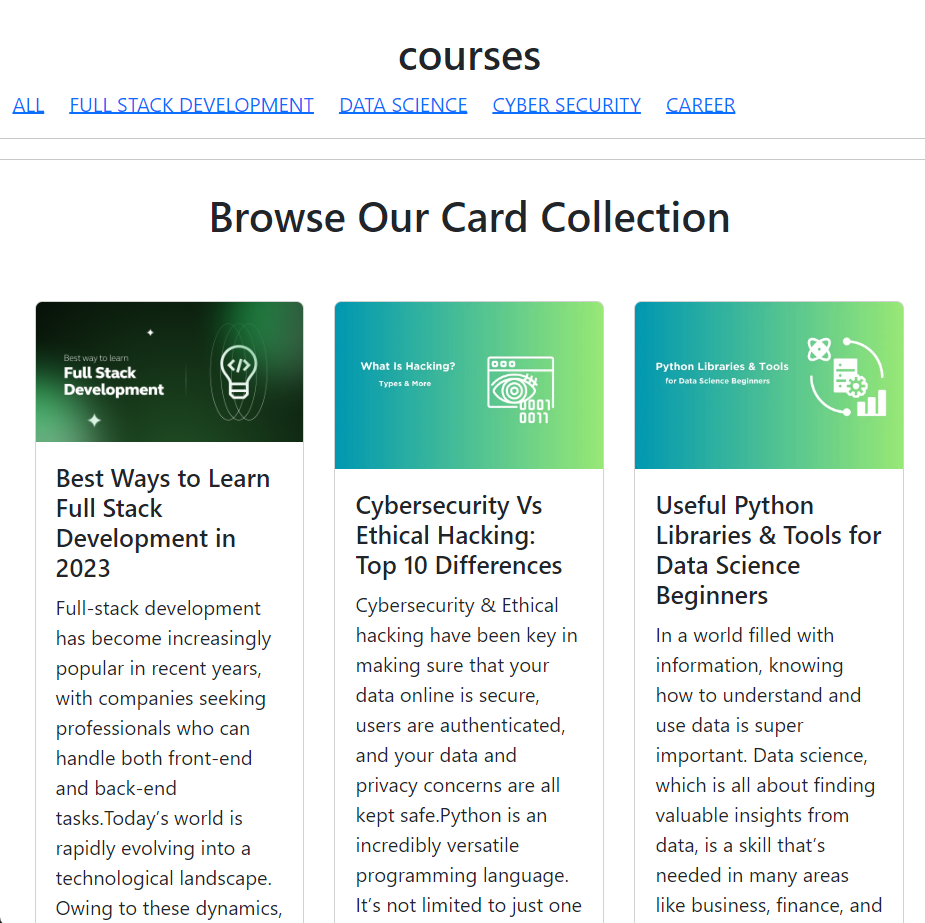 courses
ALL FULL STACK DEVELOPMENT DATA SCIENCE CYBER SECURITY CAREER
Browse Our Card Collection
Best way to learn
Full Stack
Development
Best Ways to Learn
Full Stack
Development in
2023
Full-stack development
has become increasingly
popular in recent years,
with companies seeking
professionals who can
handle both front-end
and back-end
tasks.Today’s world is
rapidly evolving into a
technological landscape.
Owing to these dynamics,
What Is Hacking?
Types & More
0001
0011
Cybersecurity Vs
Ethical Hacking:
Top 10 Differences
Cybersecurity & Ethical
hacking have been key in
making sure that your
data online is secure,
users are authenticated,
and your data and
privacy concerns are all
kept safe.Python is an
incredibly versatile
programming language.
It’s not limited to just one
Python Libraries & Tools
for Data Science Beginners
Useful Python
Libraries & Tools for
Data Science
Beginners
In a world filled with
information, knowing
how to understand and
use data is super
important. Data science,
which is all about finding
valuable insights from
data, is a skill that’s
needed in many areas
like business, finance, and